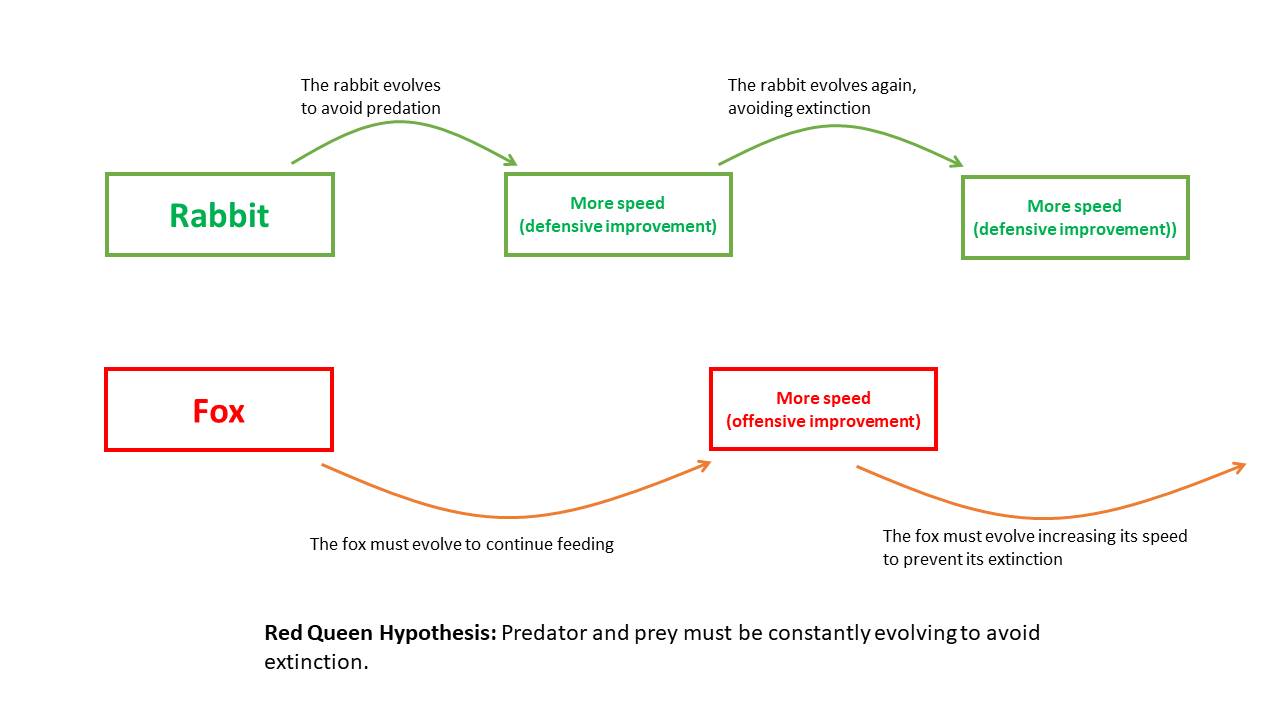 The rabbit evolves
to avoid predation
The rabbit evolves again,
avoiding extinction
Rabbit
More speed
(defensive improvement)
More speed
(defensive improvement))
Fox
More speed
(offensive improvement)
The fox must evolve to continue feeding
The fox must evolve increasing its speed
to prevent its extinction
Red Queen Hypothesis: Predator and prey must be constantly evolving to avoid
extinction.